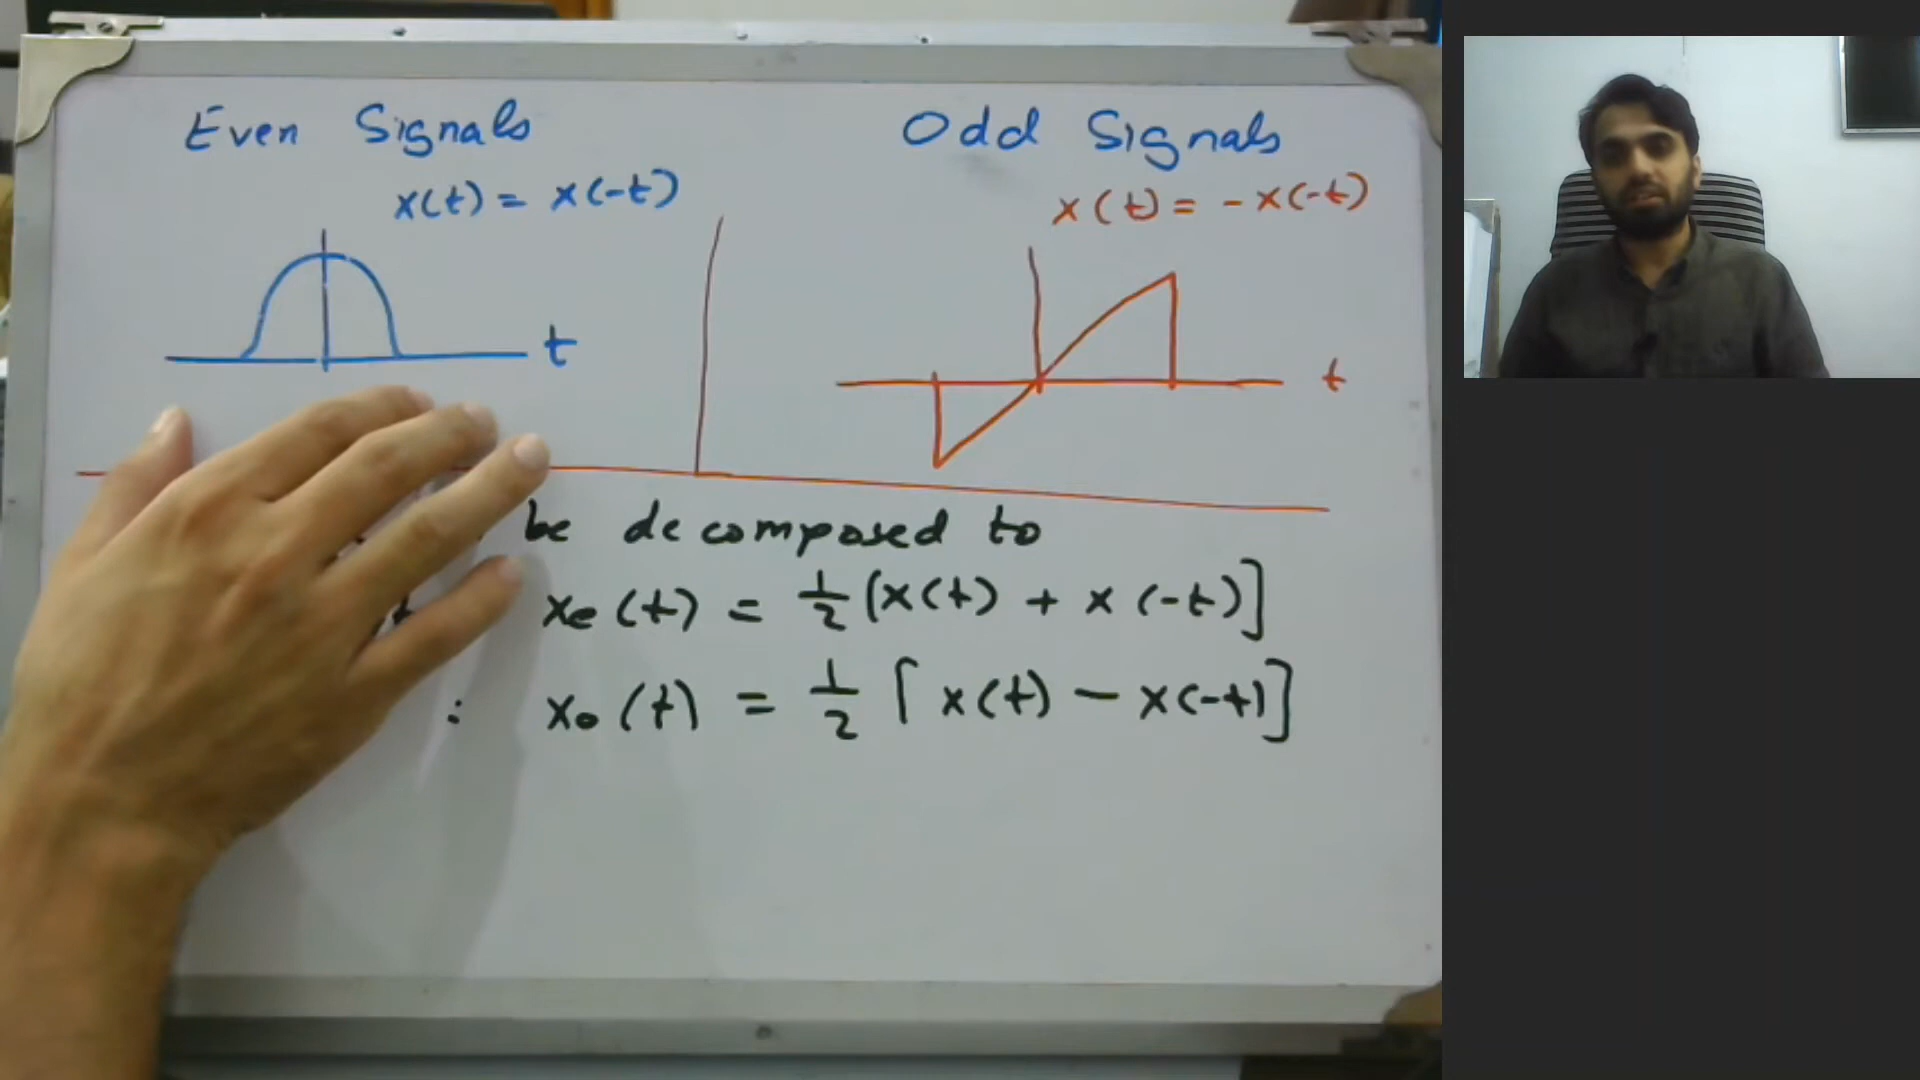 Even Signals
x(t) = x(-t)
t
Odd Signals
x(t) = -x(-t)
t
be decomposed to
xe(t) = 1/2 (x(t) + x(-t)]
: xo(t) = 1/2 [x(t) - x(-t)]